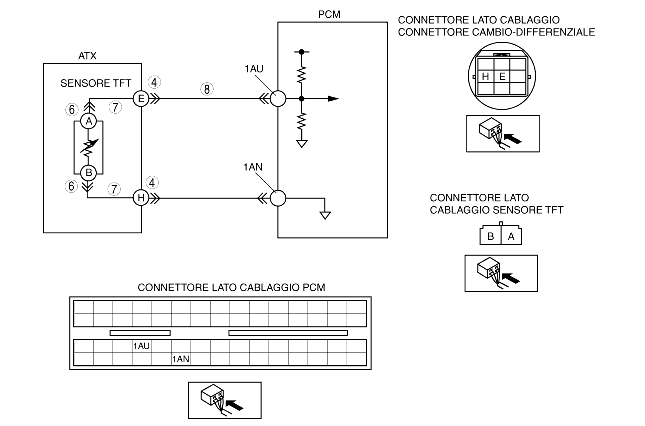 PCM
CONNETTORE LATO CABLAGGIO
CONNETTORE CAMBIO-DIFFERENZIALE
ATX
SENSORE TFT
4
8
1AU
E
6
7
A
H E
B
6
7
4
1AN
H
CONNETTORE LATO
CABLAGGIO SENSORE TFT
B A
CONNETTORE LATO CABLAGGIO PCM
1AU
1AN